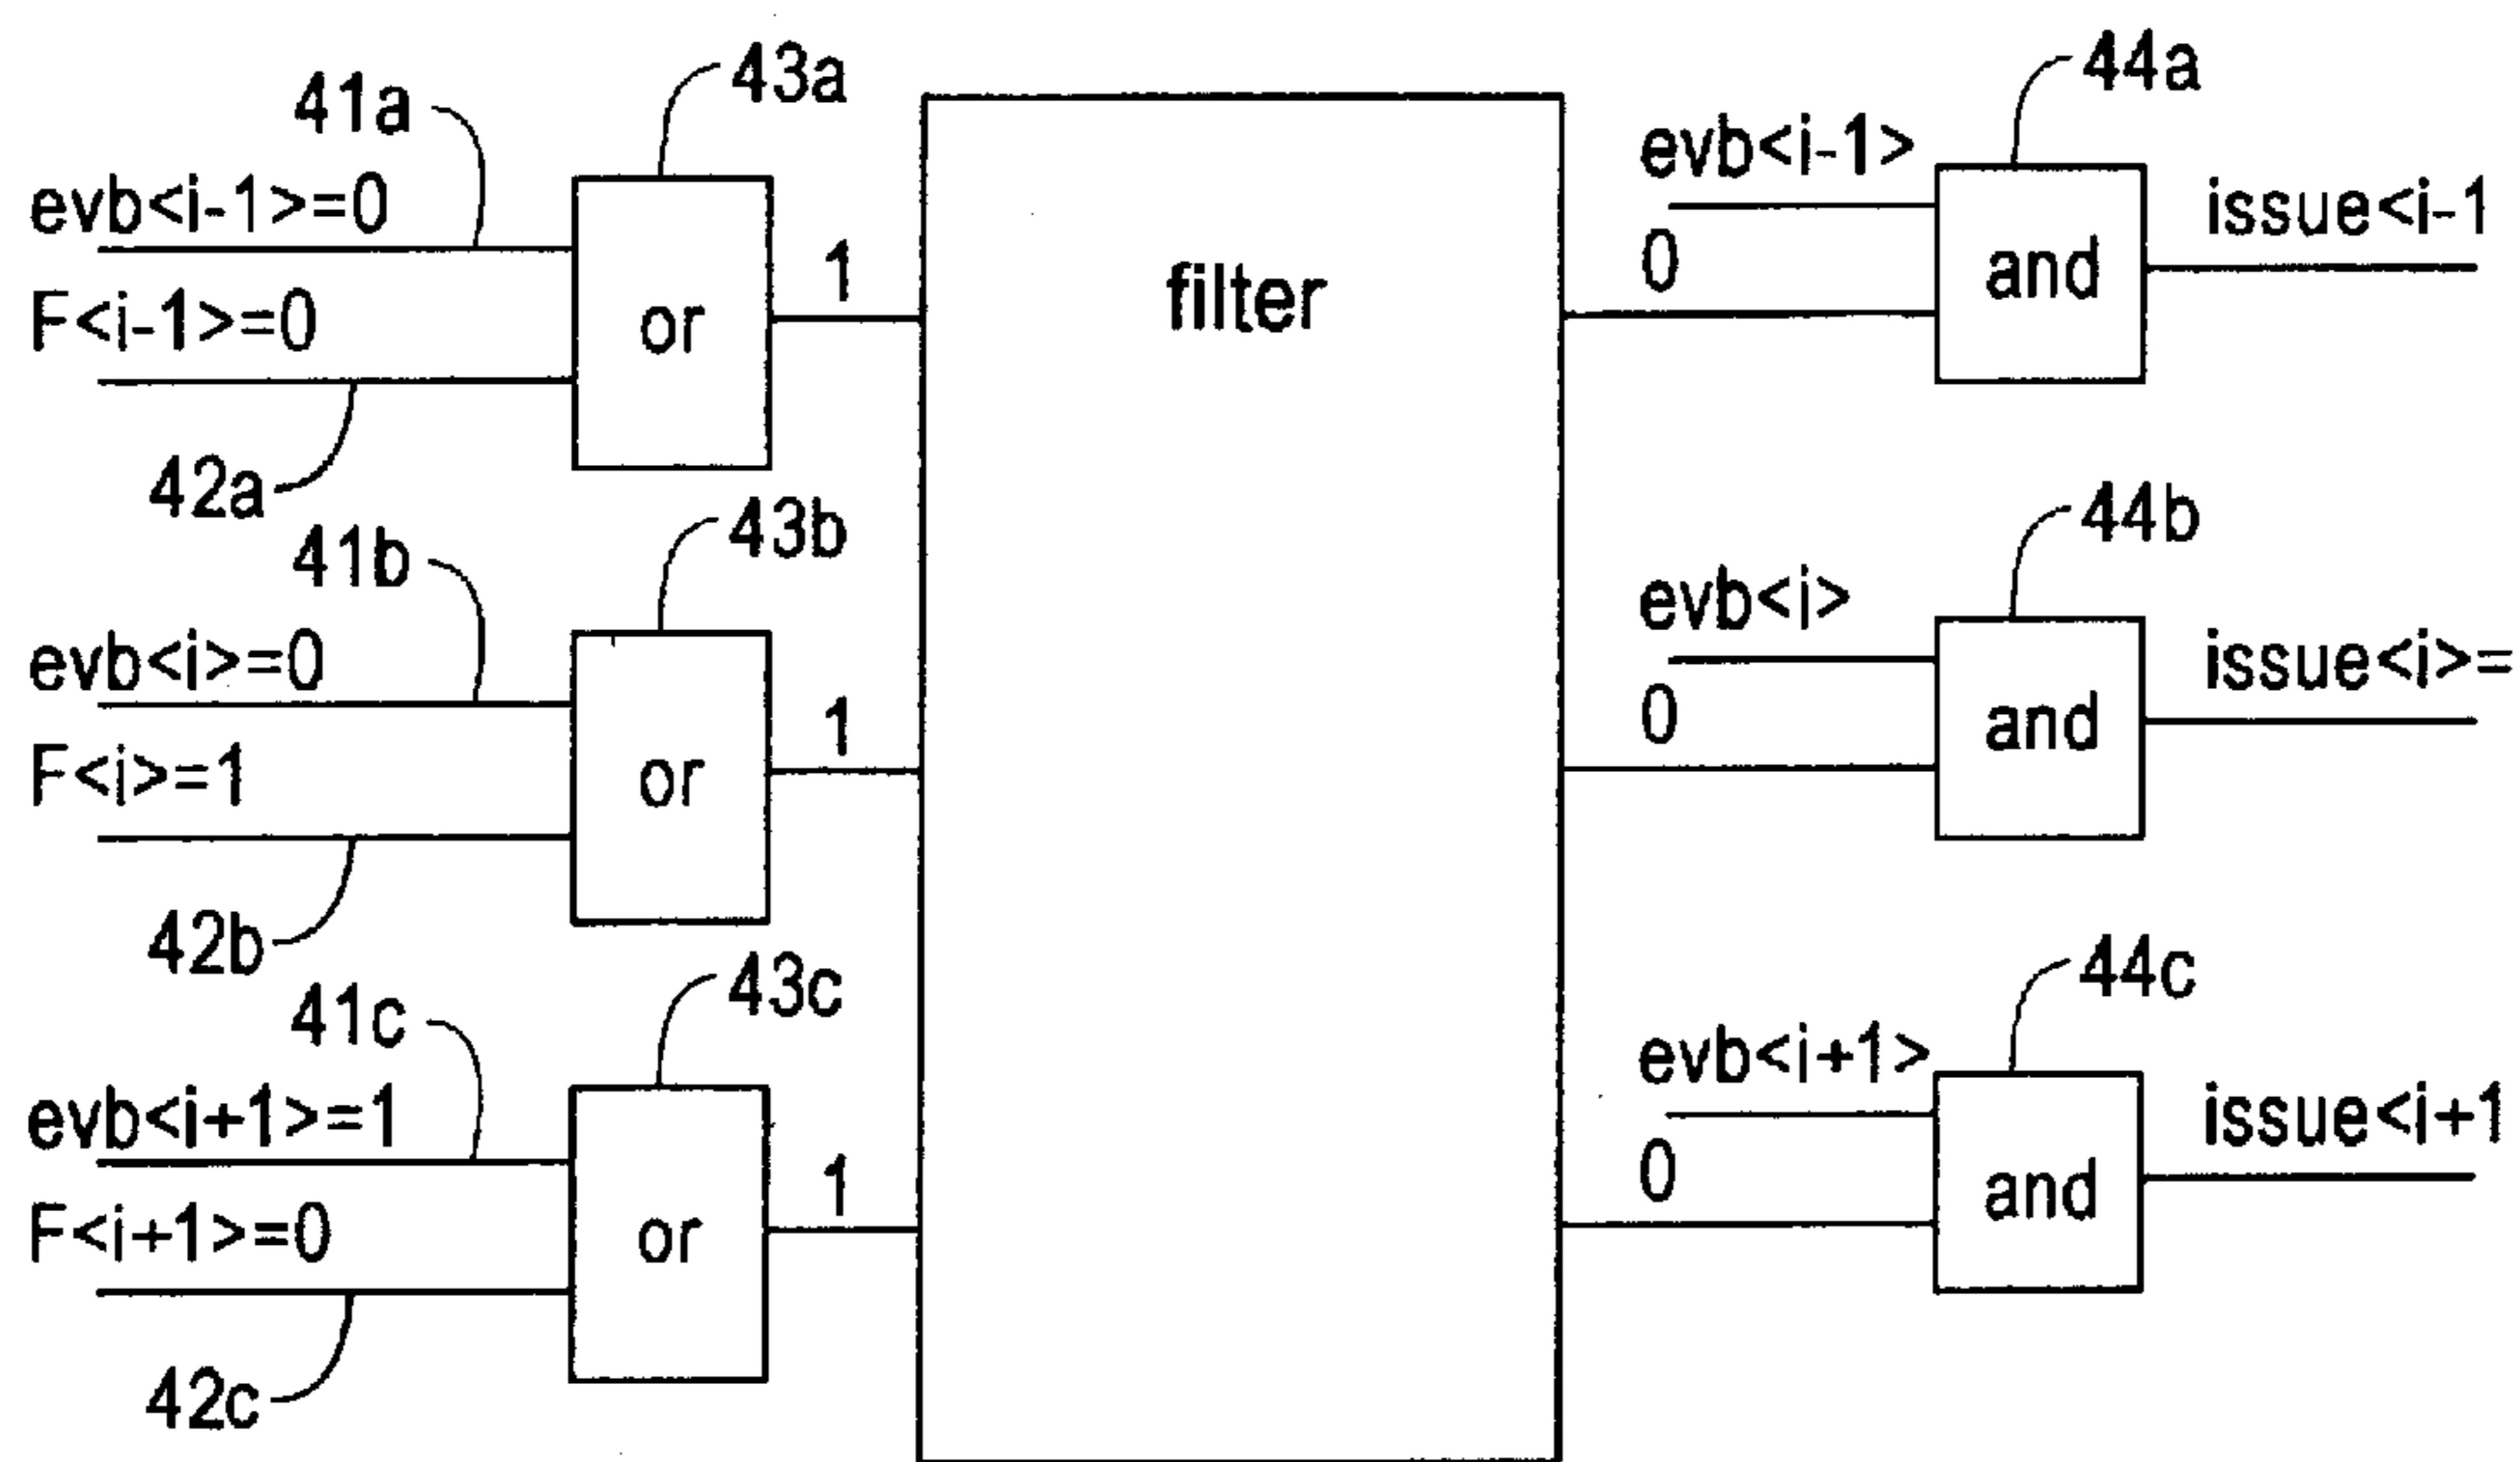 43a
44a
41a
evb<i-1>
evb<i-1>=0
issue<i-1
0
1
filter
and
F<i-1>=0
or
42a
43b
44b
41b
evb<i>
evb<i>=0
issue<i>=
0
1
and
F<i>=1
or
42b
43c
44c
41c
evb<i+1>
evb<i+1>=1
issue<i+1
0
1
and
F<i+1>=0
or
42c